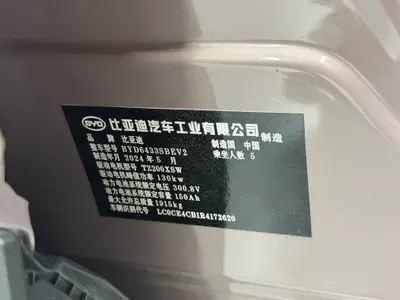 BYD 比亚迪汽车工业有限公司 制造
品牌 比亚迪 制造国 中国
整车型号 BYD6433SBEV2 乘坐人数 5
制造年月 2024年5月
驱动电机型号 TZ200XSW
驱动电机峰值功率 130kW
动力电池系统额定电压 300.8V
动力电池系统额定容量 150Ah
最大允许总质量 1915kg
车辆识别代号 LC0CE4CB1R4172620